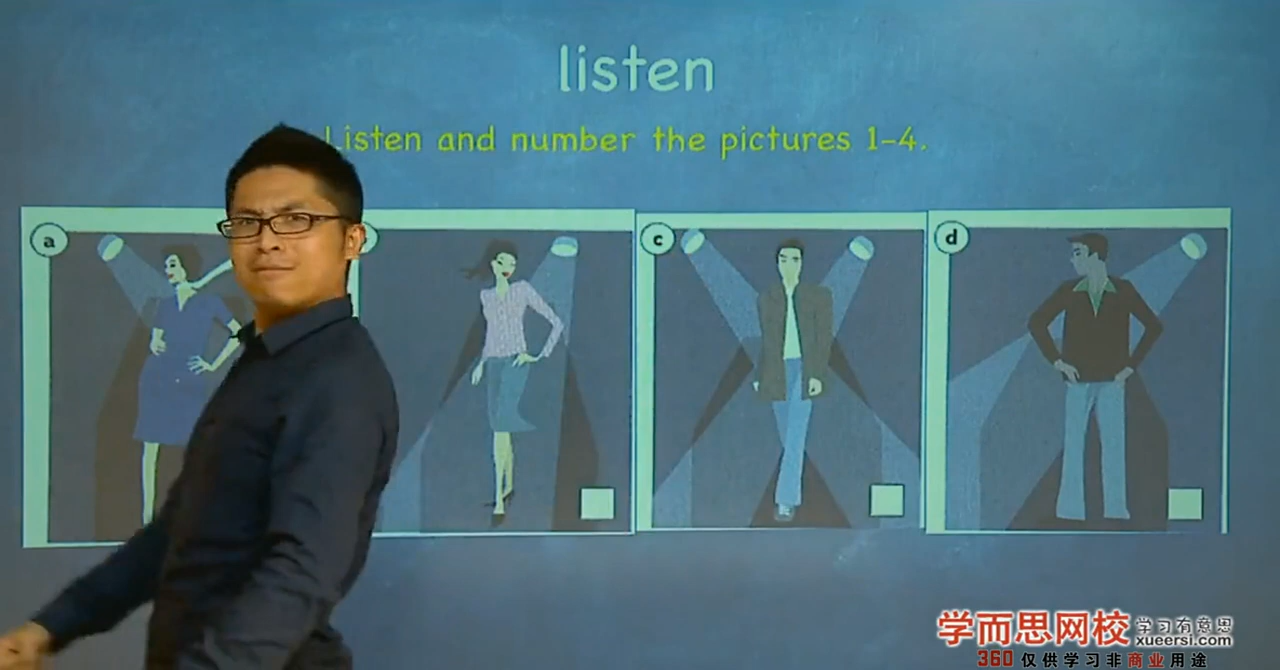 listen
Listen and number the pictures 1-4.
a
c
d
学而思网校 学习有意思
xueersi.com
360 仅供学习非商业用途